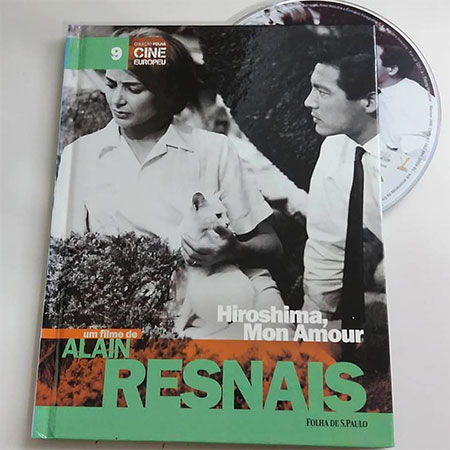 9
COLEÇÃO FOLHA
CINE
EUROPEU
Hiroshima,
Mon Amour
um filme de
ALAIN
RESNAIS
FOLHA DE S.PAULO